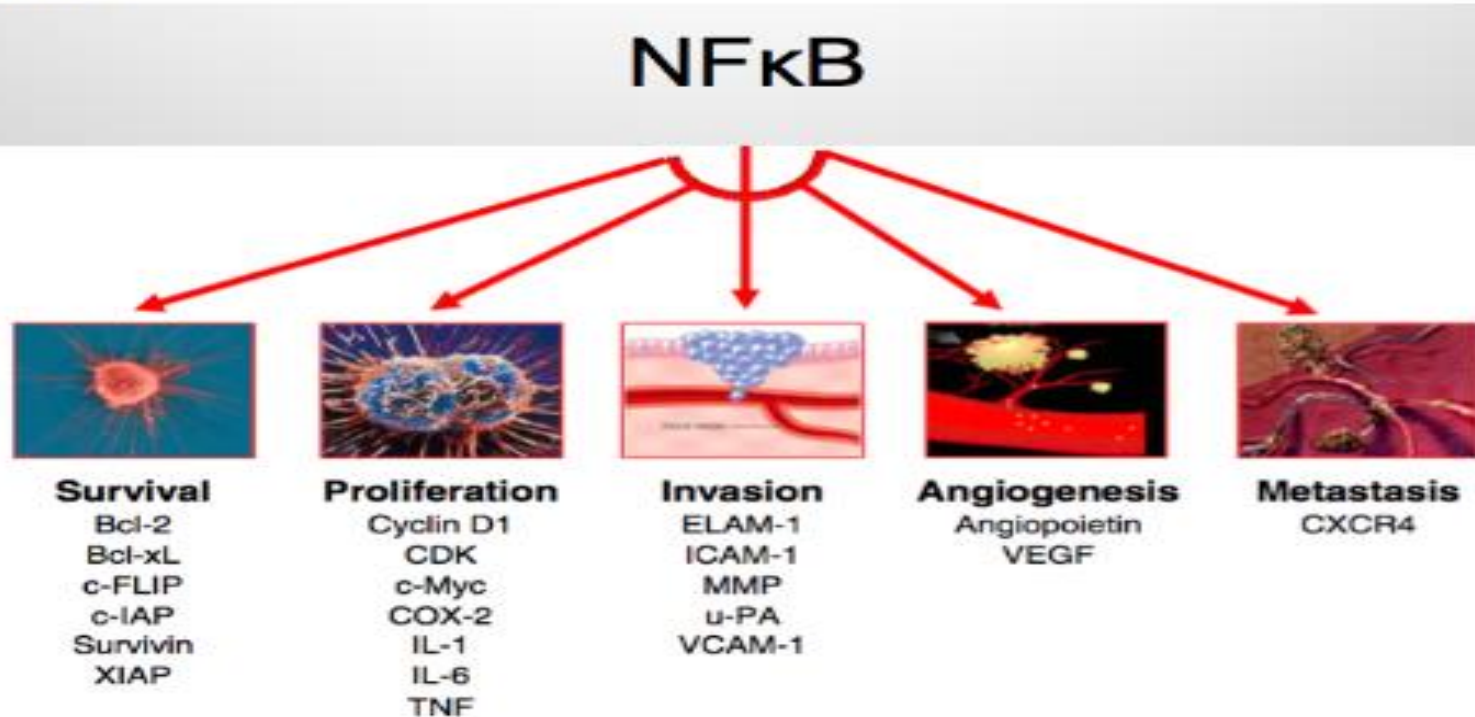 NFκB
Survival
Bcl-2
Bcl-xL
c-FLIP
c-IAP
Survivin
XIAP
Proliferation
Cyclin D1
CDK
c-Myc
COX-2
IL-1
IL-6
TNF
Invasion
ELAM-1
ICAM-1
MMP
u-PA
VCAM-1
Angiogenesis
Angiopoietin
VEGF
Metastasis
CXCR4